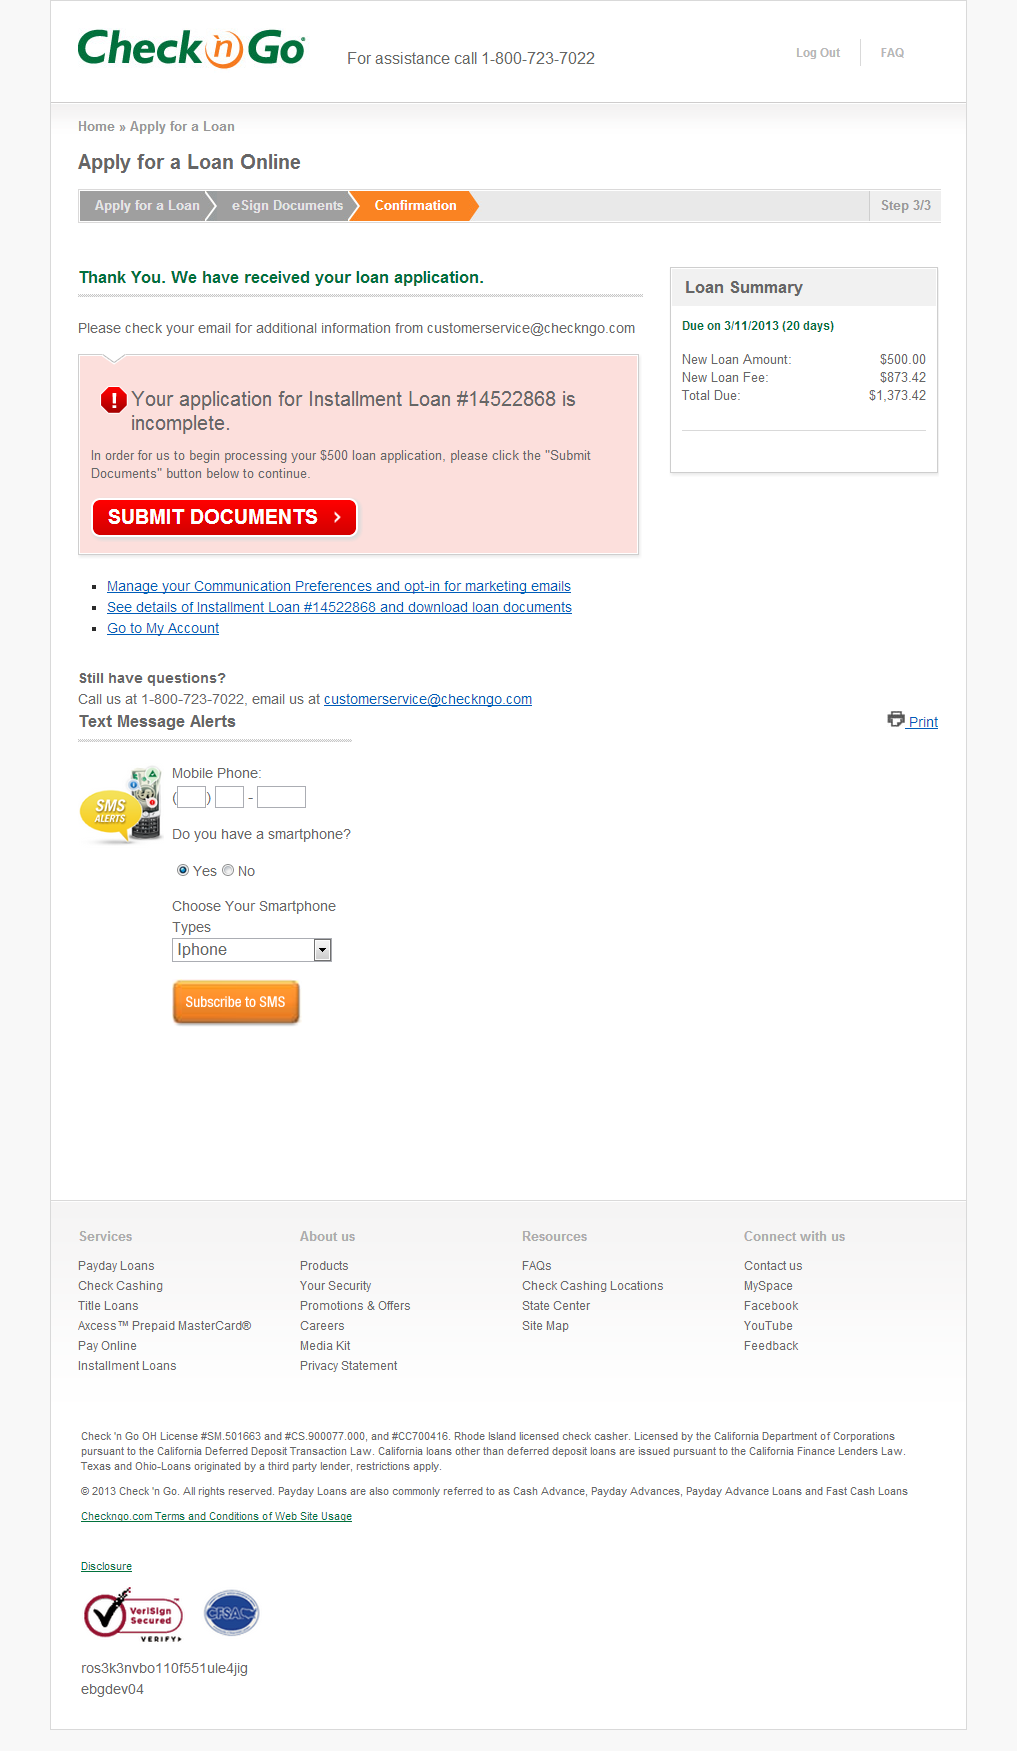 Check 'n Go
For assistance call 1-800-723-7022
Log Out
FAQ
Home » Apply for a Loan
Apply for a Loan Online
Apply for a Loan
eSign Documents
Confirmation
Step 3/3
Thank You. We have received your loan application.
Please check your email for additional information from customerservice@checkngo.com
Your application for Installment Loan #14522868 is
incomplete.
In order for us to begin processing your $500 loan application, please click the "Submit
Documents" button below to continue.
SUBMIT DOCUMENTS
Loan Summary
Due on 3/11/2013 (20 days)
New Loan Amount: $500.00
New Loan Fee: $873.42
Total Due: $1,373.42
Manage your Communication Preferences and opt-in for marketing emails
See details of Installment Loan #14522868 and download loan documents
Go to My Account
Still have questions?
Call us at 1-800-723-7022, email us at customerservice@checkngo.com
Text Message Alerts
Print
SMS
ALERTS
Mobile Phone:
( ) -
Do you have a smartphone?
Yes No
Choose Your Smartphone
Types
Iphone
Subscribe to SMS
Services
Payday Loans
Check Cashing
Title Loans
Axcess™ Prepaid MasterCard®
Pay Online
Installment Loans
About us
Products
Your Security
Promotions & Offers
Careers
Media Kit
Privacy Statement
Resources
FAQs
Check Cashing Locations
State Center
Site Map
Connect with us
Contact us
MySpace
Facebook
YouTube
Feedback
Check 'n Go OH License #SM.501663 and #CS.900077.000, and #CC700416. Rhode Island licensed check casher. Licensed by the California Department of Corporations
pursuant to the California Deferred Deposit Transaction Law. California loans other than deferred deposit loans are issued pursuant to the California Finance Lenders Law.
Texas and Ohio-Loans originated by a third party lender, restrictions apply.
© 2013 Check 'n Go. All rights reserved. Payday Loans are also commonly referred to as Cash Advance, Payday Advances, Payday Advance Loans and Fast Cash Loans
Checkngo.com Terms and Conditions of Web Site Usage
Disclosure
VeriSign
Secured
VERIFY
CFSA
ros3k3nvbo110f551ule4jig
ebgdev04